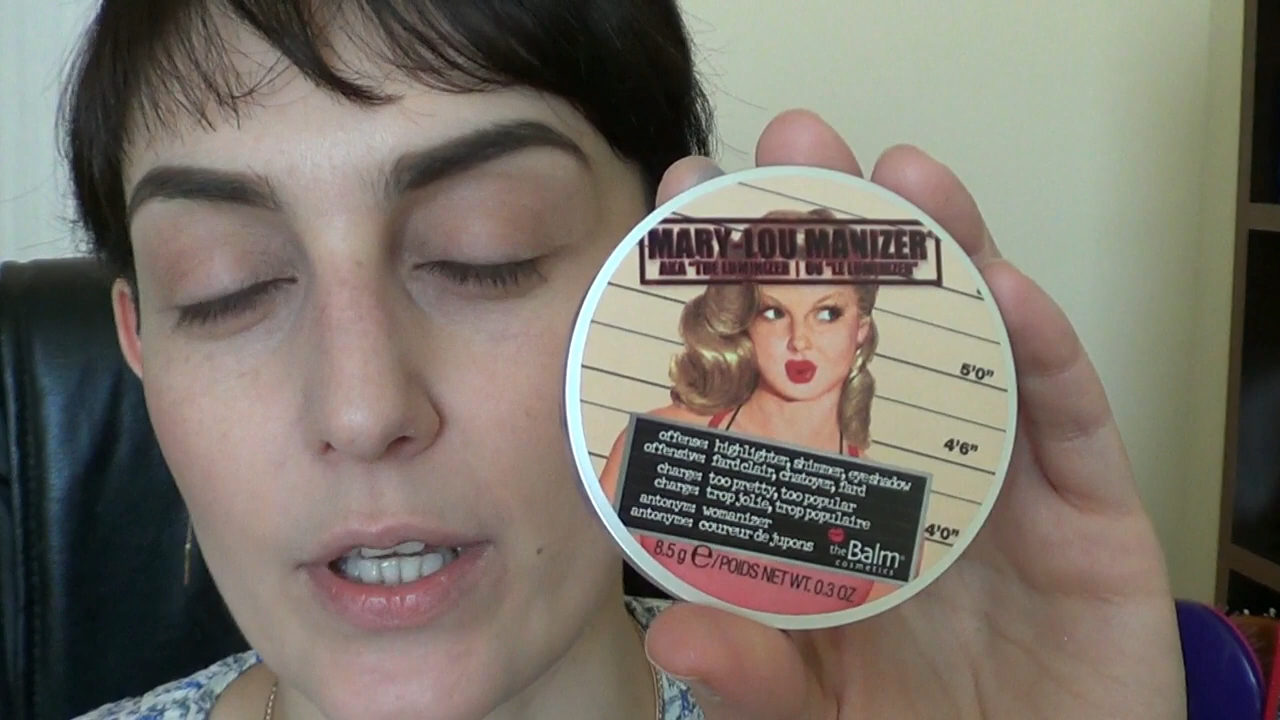 MARY-LOU MANIZER
AKA "THE LUMINIZER | OU "LE LUMINIZER"
5'0"
4'6"
4'0"
offense: highlighter, shimmer, eyeshadow
offensive: fard clair, chatoyer, fard
charge: too pretty, too popular
charge: trop jolie, trop populaire
antonym: womanizer
antonyme: coureur de jupons
theBalm
cosmetics
8.5 g e/POIDS NET WT. 0.3 OZ